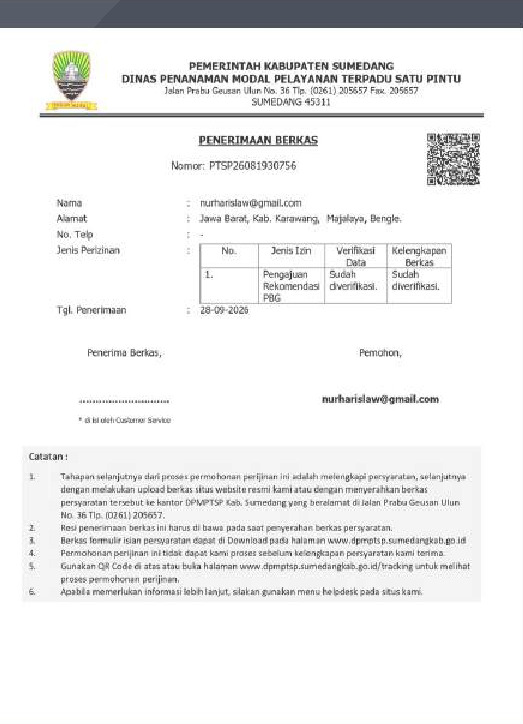 PEMERINTAH KABUPATEN SUMEDANG
DINAS PENANAMAN MODAL PELAYANAN TERPADU SATU PINTU
Jalan Prabu Geusan Ulun No. 36 Tlp. (0261) 205657 Fax. 205657
SUMEDANG 45311
PENERIMAAN BERKAS
Nomor: PTSP26081930756
Nama : nurharislaw@gmail.com
Alamat : Jawa Barat, Kab. Karawang, Majalaya, Bengle.
No. Telp : -
Jenis Perizinan :
No. Jenis Izin Verifikasi Data Kelengkapan Berkas
1. Pengajuan Rekomendasi PBG Sudah diverifikasi. Sudah diverifikasi.
Tgl. Penerimaan : 28-09-2026
Penerima Berkas, Pemohon,
............................ nurharislaw@gmail.com
* di isi oleh Customer Service
Catatan :
1. Tahapan selanjutnya dari proses permohonan perijinan ini adalah melengkapi persyaratan, selanjutnya
dengan melakukan upload berkas situs website resmi kami atau dengan menyerahkan berkas
persyaratan tersebut ke kantor DPMPTSP Kab. Sumedang yang beralamat di Jalan Prabu Geusan Ulun
No. 36 Tlp. (0261) 205657.
2. Resi penerimaan berkas ini harus di bawa pada saat penyerahan berkas persyaratan.
3. Berkas formulir isian persyaratan dapat di Download pada halaman www.dpmptsp.sumedangkab.go.id
4. Permohonan perijinan ini tidak dapat kami proses sebelum kelengkapan persyaratan kami terima.
5. Gunakan QR Code di atas atau buka halaman www.dpmptsp.sumedangkab.go.id/tracking untuk melihat
proses permohonan perijinan.
6. Apabila memerlukan informasi lebih lanjut, silakan gunakan menu helpdesk pada situs kami.